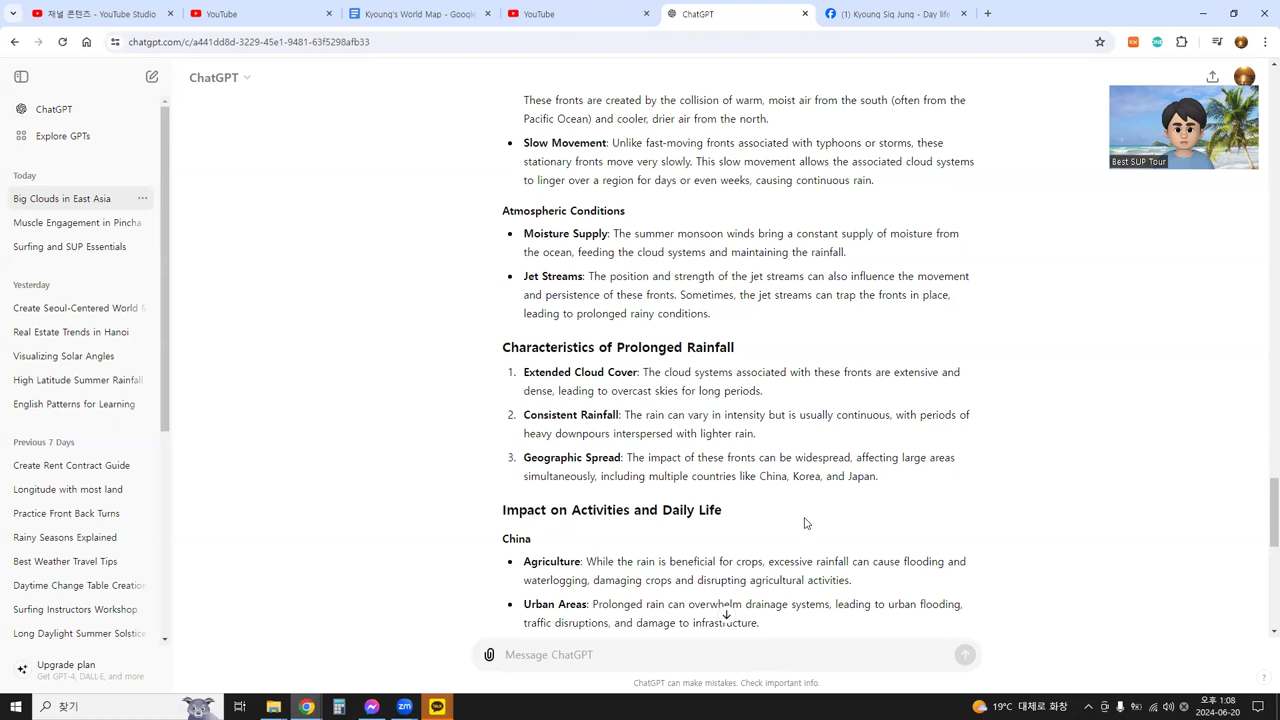 재널 콘텐츠 - YouTube Studio
YouTube
Kyoung's World Map - Google
YouTube
ChatGPT
(1) Kyoung Sig Jung - Day life
chatgpt.com/c/a441dd8d-3229-45e1-9481-63f5298afb33
ChatGPT
ChatGPT
Explore GPTs
Today
Big Clouds in East Asia
Muscle Engagement in Pincha
Surfing and SUP Essentials
Yesterday
Create Seoul-Centered World M
Real Estate Trends in Hanoi
Visualizing Solar Angles
High Latitude Summer Rainfall
English Patterns for Learning
Previous 7 Days
Create Rent Contract Guide
Longitude with most land
Practice Front Back Turns
Rainy Seasons Explained
Best Weather Travel Tips
Daytime Change Table Creation
Surfing Instructors Workshop
Long Daylight Summer Solstice
Upgrade plan
Get GPT-4, DALL·E, and more
These fronts are created by the collision of warm, moist air from the south (often from the
Pacific Ocean) and cooler, drier air from the north.
Slow Movement: Unlike fast-moving fronts associated with typhoons or storms, these
stationary fronts move very slowly. This slow movement allows the associated cloud systems
to linger over a region for days or even weeks, causing continuous rain.
Atmospheric Conditions
Moisture Supply: The summer monsoon winds bring a constant supply of moisture from
the ocean, feeding the cloud systems and maintaining the rainfall.
Jet Streams: The position and strength of the jet streams can also influence the movement
and persistence of these fronts. Sometimes, the jet streams can trap the fronts in place,
leading to prolonged rainy conditions.
Characteristics of Prolonged Rainfall
1. Extended Cloud Cover: The cloud systems associated with these fronts are extensive and
dense, leading to overcast skies for long periods.
2. Consistent Rainfall: The rain can vary in intensity but is usually continuous, with periods of
heavy downpours interspersed with lighter rain.
3. Geographic Spread: The impact of these fronts can be widespread, affecting large areas
simultaneously, including multiple countries like China, Korea, and Japan.
Impact on Activities and Daily Life
China
Agriculture: While the rain is beneficial for crops, excessive rainfall can cause flooding and
waterlogging, damaging crops and disrupting agricultural activities.
Urban Areas: Prolonged rain can overwhelm drainage systems, leading to urban flooding,
traffic disruptions, and damage to infrastructure.
Message ChatGPT
ChatGPT can make mistakes. Check important info.
?
Best SUP Tour
찾기
zm
19°C 대체로 화창
오후 1:08
2024-06-20